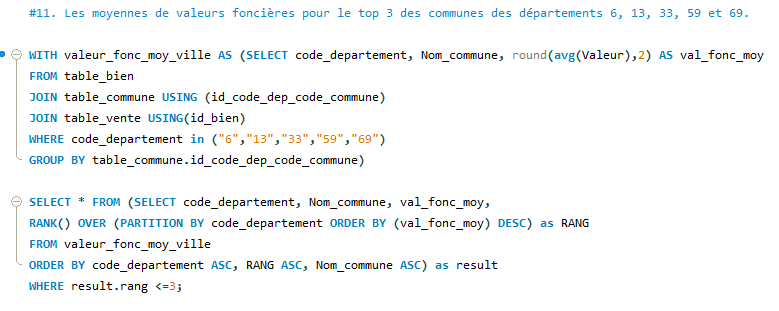 #11. Les moyennes de valeurs foncières pour le top 3 des communes des départements 6, 13, 33, 59 et 69.
WITH valeur_fonc_moy_ville AS (SELECT code_departement, Nom_commune, round(avg(Valeur),2) AS val_fonc_moy
FROM table_bien
JOIN table_commune USING (id_code_dep_code_commune)
JOIN table_vente USING(id_bien)
WHERE code_departement in ("6","13","33","59","69")
GROUP BY table_commune.id_code_dep_code_commune)
SELECT * FROM (SELECT code_departement, Nom_commune, val_fonc_moy,
RANK() OVER (PARTITION BY code_departement ORDER BY (val_fonc_moy) DESC) as RANG
FROM valeur_fonc_moy_ville
ORDER BY code_departement ASC, RANG ASC, Nom_commune ASC) as result
WHERE result.rang <=3;